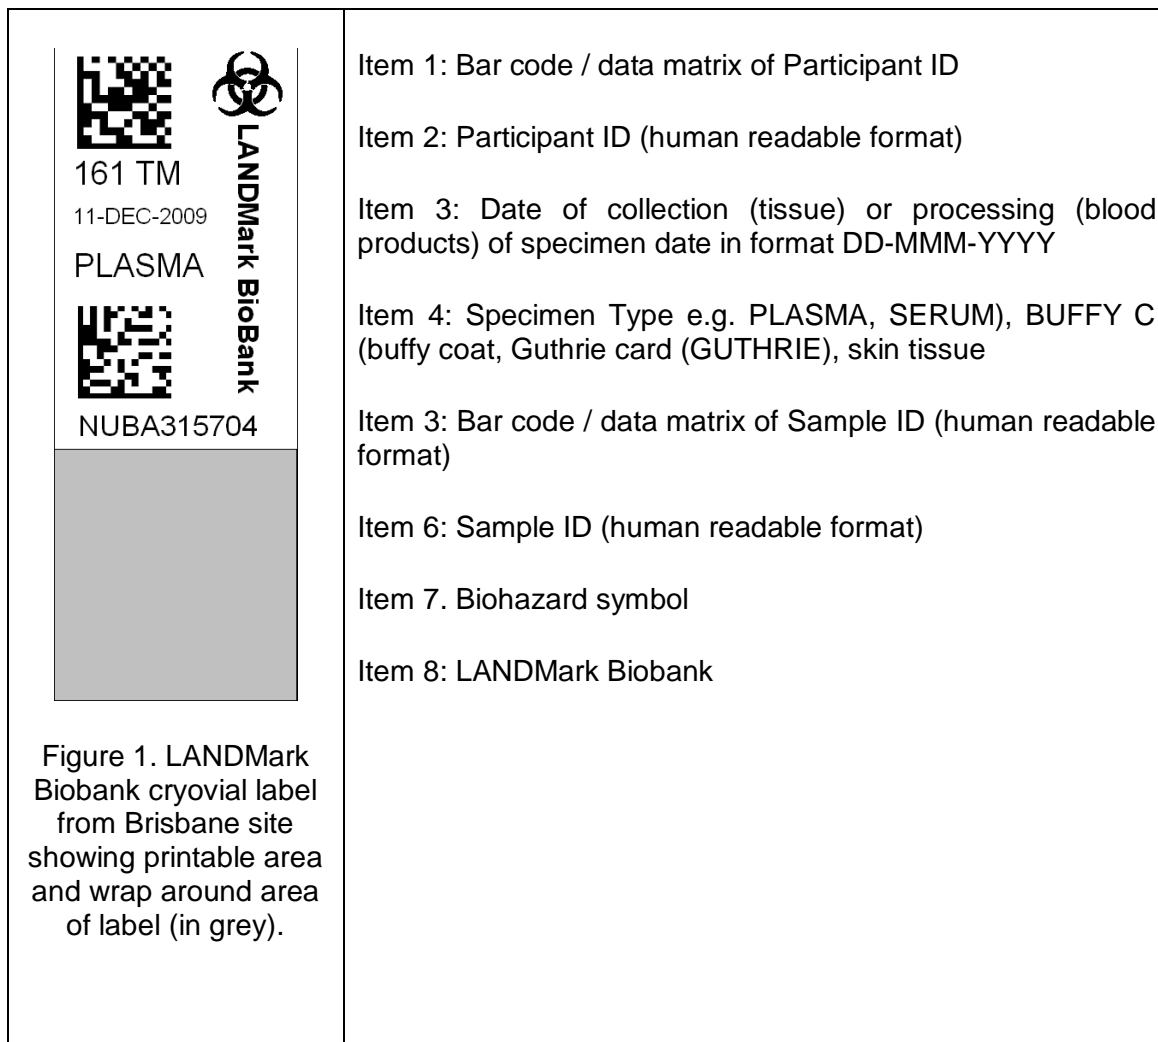 161 TM
11-DEC-2009
PLASMA
NUBA315704
LANDMark BioBank
Figure 1. LANDMark
Biobank cryovial label
from Brisbane site
showing printable area
and wrap around area
of label (in grey).
Item 1: Bar code / data matrix of Participant ID
Item 2: Participant ID (human readable format)
Item 3: Date of collection (tissue) or processing (blood
products) of specimen date in format DD-MMM-YYYY
Item 4: Specimen Type e.g. PLASMA, SERUM), BUFFY C
(buffy coat, Guthrie card (GUTHRIE), skin tissue
Item 3: Bar code / data matrix of Sample ID (human readable
format)
Item 6: Sample ID (human readable format)
Item 7. Biohazard symbol
Item 8: LANDMark Biobank